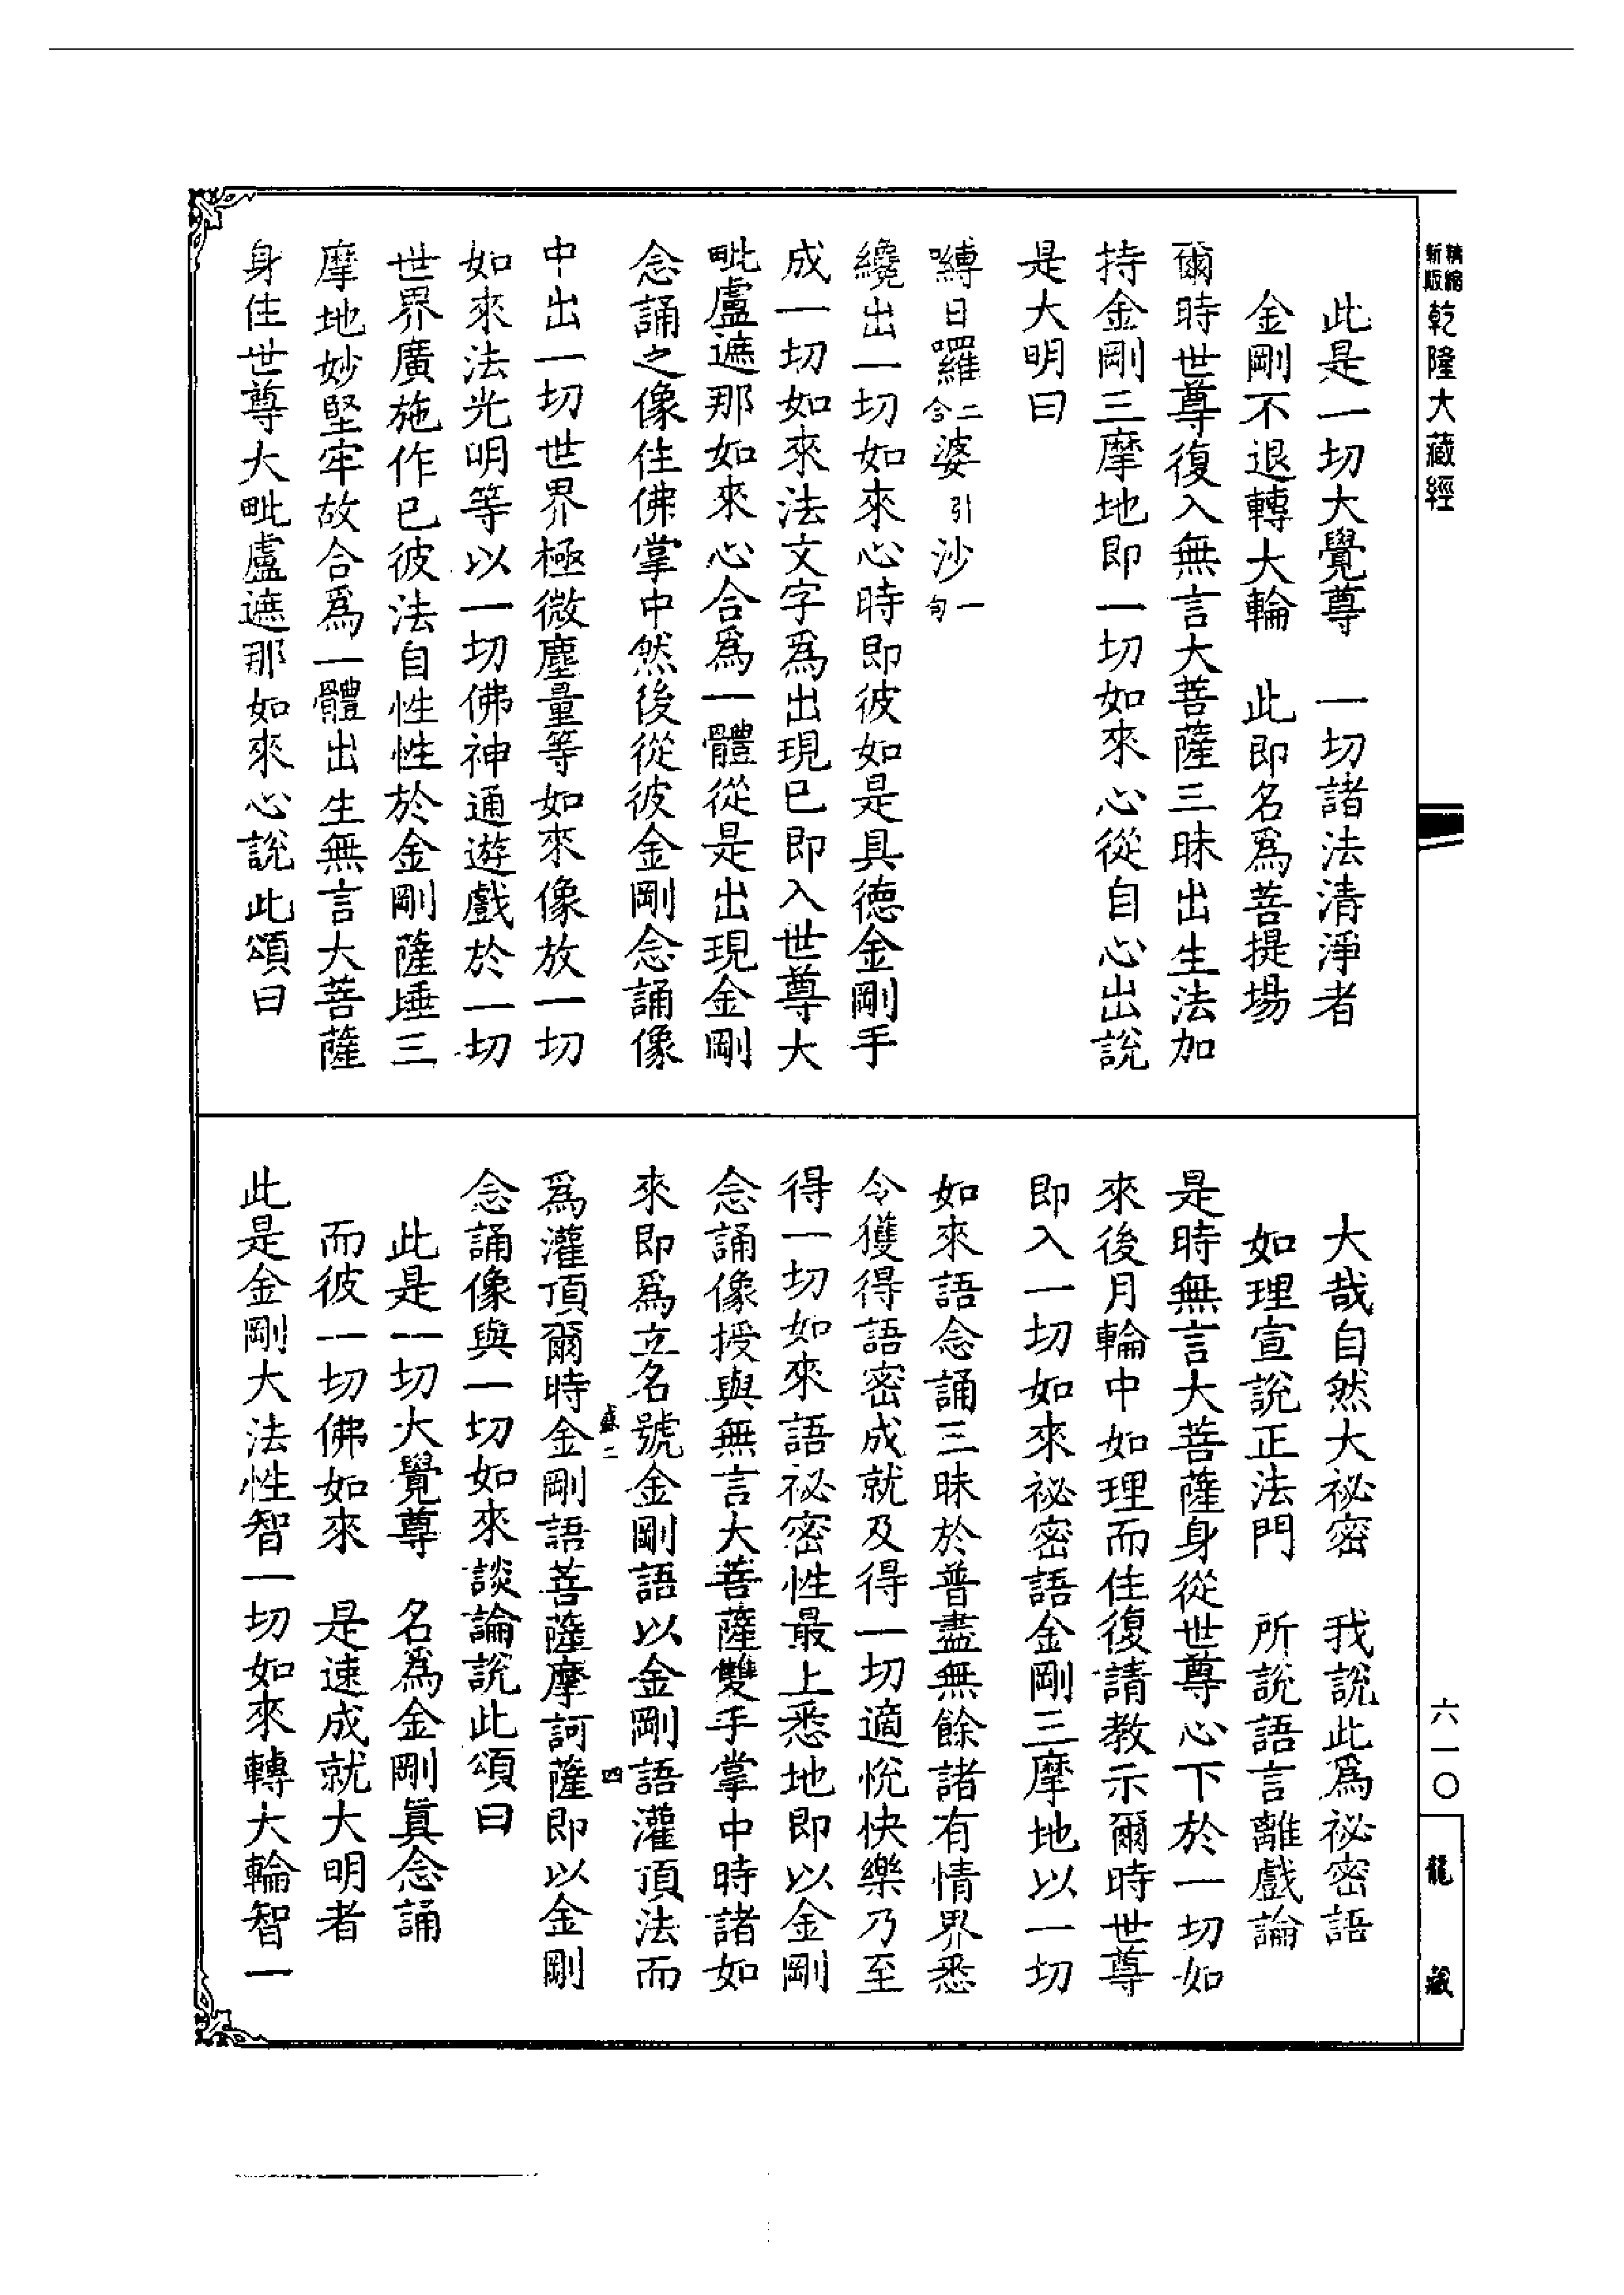 精縮新版乾隆大藏經
六一〇
龍藏
此是一切大覺尊　一切諸法清淨者
金剛不退轉大輪　此即名爲菩提場
爾時世尊復入無言大菩薩三昧出生法加
持金剛三摩地即一切如來心從自心出說
是大明曰
嚩日囉二合婆引沙一句
纔出一切如來心時即彼如是具德金剛手
成一切如來法文字爲出現已即入世尊大
毗盧遮那如來心合爲一體從是出現金剛
念誦之像住佛掌中然後從彼金剛念誦像
中出一切世界極微塵量等如來像放一切
如來法光明等以一切佛神通遊戲於一切
世界廣施作已彼法自性性於金剛薩埵三
摩地妙堅牢故合爲一體出生無言大菩薩
身住世尊大毗盧遮那如來心說此頌曰
大哉自然大祕密　我說此爲祕密語
如理宣說正法門　所說語言離戲論
是時無言大菩薩身從世尊心下於一切如
來後月輪中如理而住復請教示爾時世尊
即入一切如來祕密語金剛三摩地以一切
如來語念誦三昧於普盡無餘諸有情界悉
令獲得語密成就及得一切適悅快樂乃至
得一切如來語祕密性最上悉地即以金剛
念誦像授與無言大菩薩雙手掌中時諸如
來即爲立名號金剛語以金剛語灌頂法而
蘇二　四
爲灌頂爾時金剛語菩薩摩訶薩即以金剛
念誦像與一切如來談論說此頌曰
此是一切大覺尊　名爲金剛眞念誦
而彼一切佛如來　是速成就大明者
此是金剛大法性智一切如來轉大輪智一